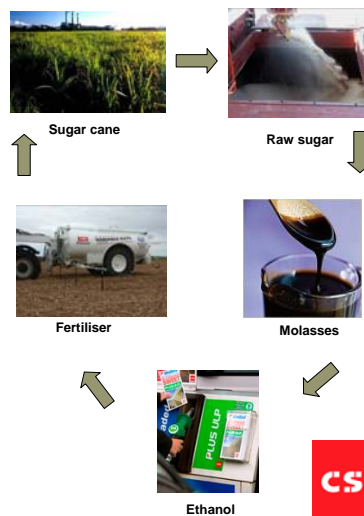 Sugar cane
Raw sugar
Fertiliser
Molasses
PLUS ULP
Ethanol
CS